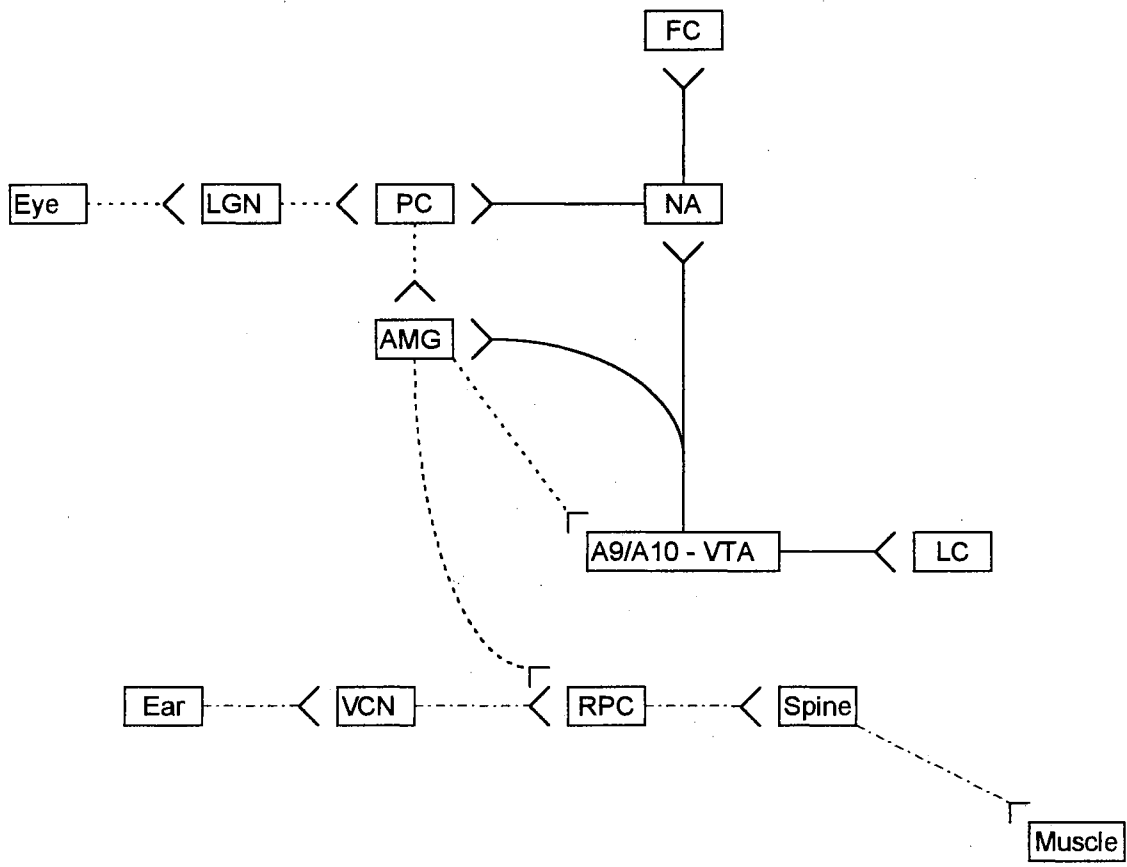 FC
Eye
LGN
PC
NA
AMG
A9/A10 - VTA
LC
Ear
VCN
RPC
Spine
Muscle